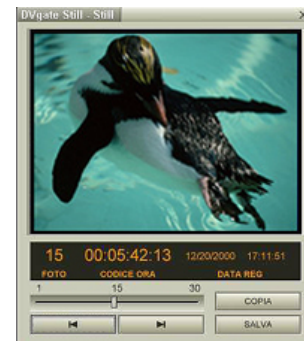 DVgate Still - Still
15 00:05:42:13 12/20/2000 17:11:51
FOTO CODICE ORA DATA REG
1 15 30
COPIA
SALVA